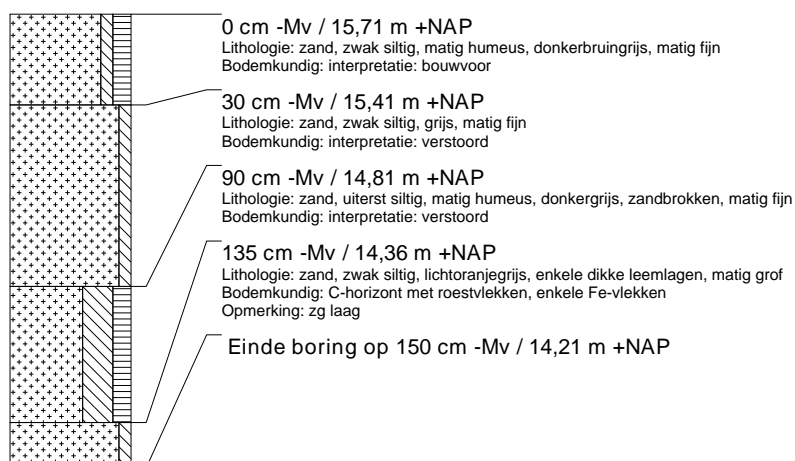 0 cm -Mv / 15,71 m +NAP
Lithologie: zand, zwak siltig, matig humeus, donkerbruingrijs, matig fijn
Bodemkundig: interpretatie: bouwvoor
30 cm -Mv / 15,41 m +NAP
Lithologie: zand, zwak siltig, grijs, matig fijn
Bodemkundig: interpretatie: verstoord
90 cm -Mv / 14,81 m +NAP
Lithologie: zand, uiterst siltig, matig humeus, donkergrijs, zandbrokken, matig fijn
Bodemkundig: interpretatie: verstoord
135 cm -Mv / 14,36 m +NAP
Lithologie: zand, zwak siltig, lichtoranjegrijs, enkele dikke leemlagen, matig grof
Bodemkundig: C-horizont met roestvlekken, enkele Fe-vlekken
Opmerking: zg laag
Einde boring op 150 cm -Mv / 14,21 m +NAP